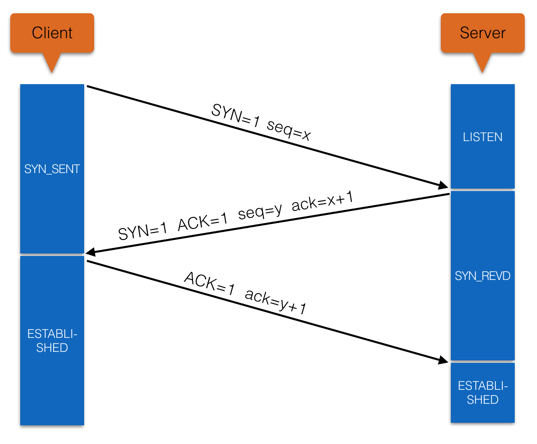 Client
Server
SYN=1 seq=x
LISTEN
SYN_SENT
SYN=1 ACK=1 seq=y ack=x+1
SYN_REVD
ACK=1 ack=y+1
ESTABLI-
SHED
ESTABLI-
SHED